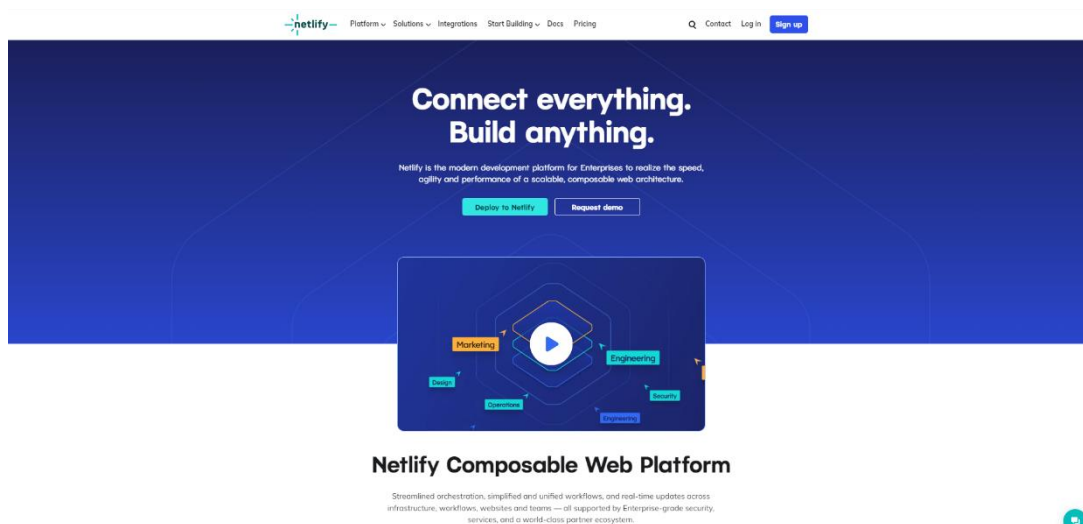 netlify Platform Solutions Integrations Start Building Docs Pricing Contact Log in Sign up
Connect everything.
Build anything.
Netlify is the modern development platform for Enterprises to realize the speed,
agility and performance of a scalable, composable web architecture.
Deploy to Netlify Request demo
Marketing
Engineering
Design
Security
Operations
Engineering
Netlify Composable Web Platform
Streamlined orchestration, simplified and unified workflows, and real-time updates across
infrastructure, workflows, websites and teams — all supported by Enterprise-grade security,
services, and a world-class partner ecosystem.